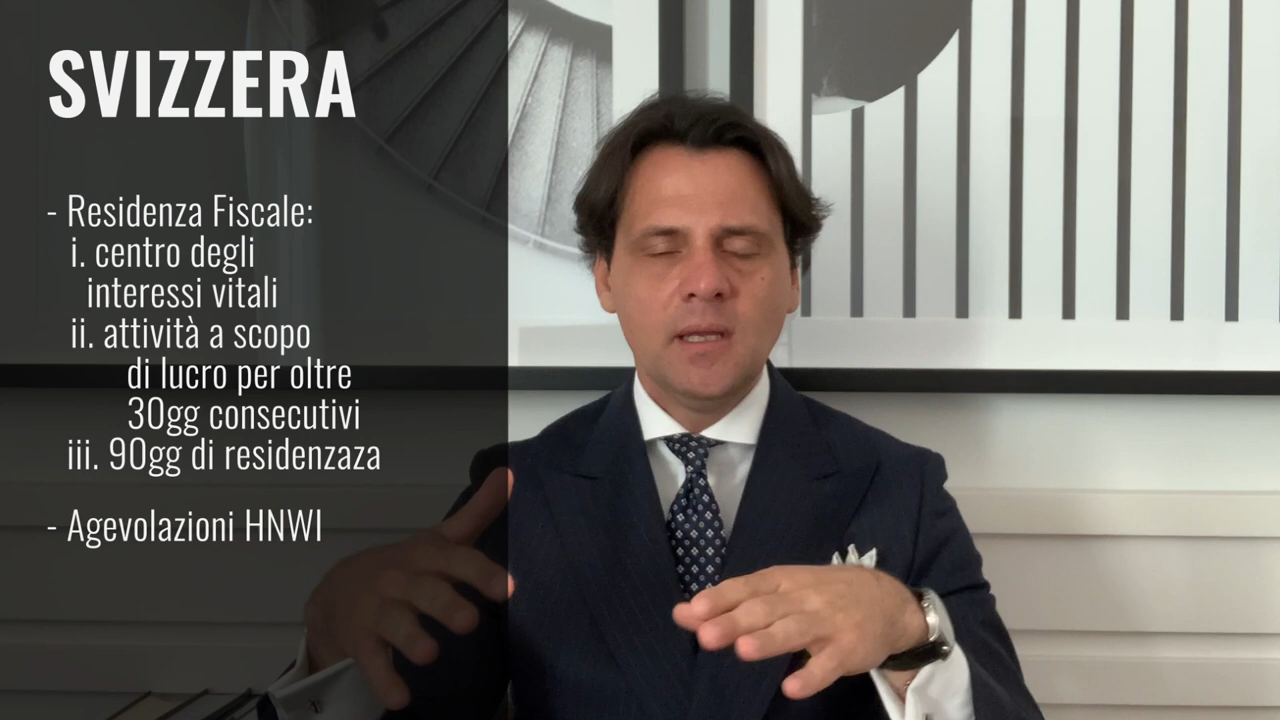 SVIZZERA
- Residenza Fiscale:
i. centro degli
interessi vitali
ii. attività a scopo
di lucro per oltre
30gg consecutivi
iii. 90gg di residenzaza
- Agevolazioni HNWI